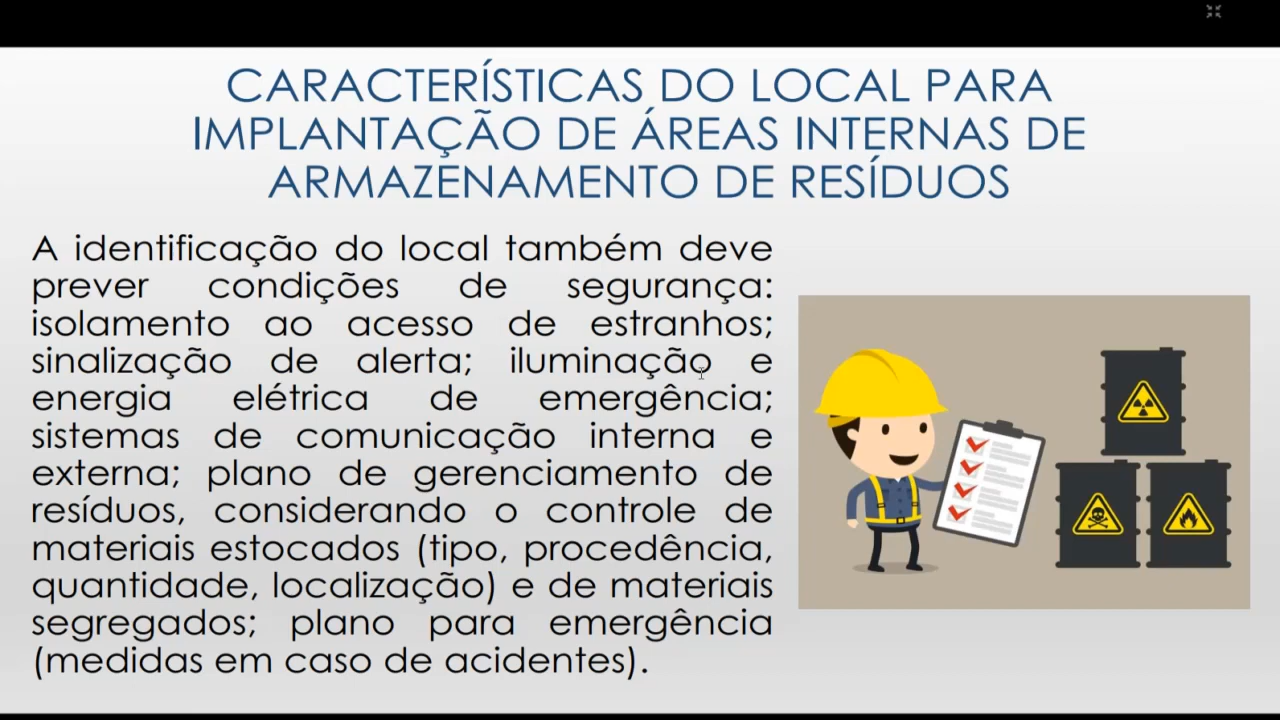 CARACTERÍSTICAS DO LOCAL PARA
IMPLANTAÇÃO DE ÁREAS INTERNAS DE
ARMAZENAMENTO DE RESÍDUOS
A identificação do local também deve
prever condições de segurança:
isolamento ao acesso de estranhos;
sinalização de alerta; iluminação e
energia elétrica de emergência;
sistemas de comunicação interna e
externa; plano de gerenciamento de
resíduos, considerando o controle de
materiais estocados (tipo, procedência,
quantidade, localização) e de materiais
segregados; plano para emergência
(medidas em caso de acidentes).